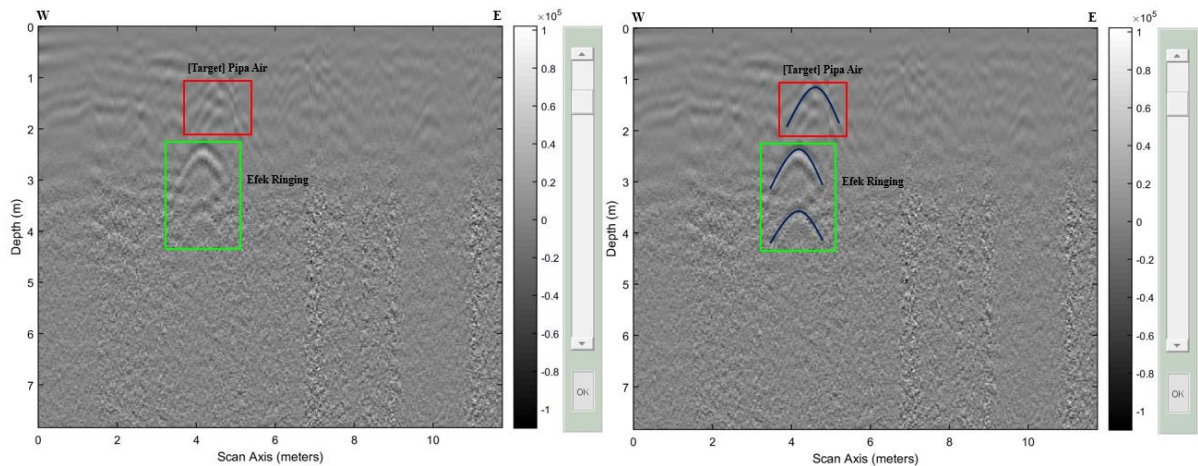 W E
×10⁵
[Target] Pipa Air
Efek Ringing
Depth (m)
0
1
2
3
4
5
6
7
0 2 4 6 8 10
Scan Axis (meters)
1
0.8
0.6
0.4
0.2
0
-0.2
-0.4
-0.6
-0.8
-1
OK
W E
×10⁵
[Target] Pipa Air
Efek Ringing
Depth (m)
0
1
2
3
4
5
6
7
0 2 4 6 8 10
Scan Axis (meters)
1
0.8
0.6
0.4
0.2
0
-0.2
-0.4
-0.6
-0.8
-1
OK